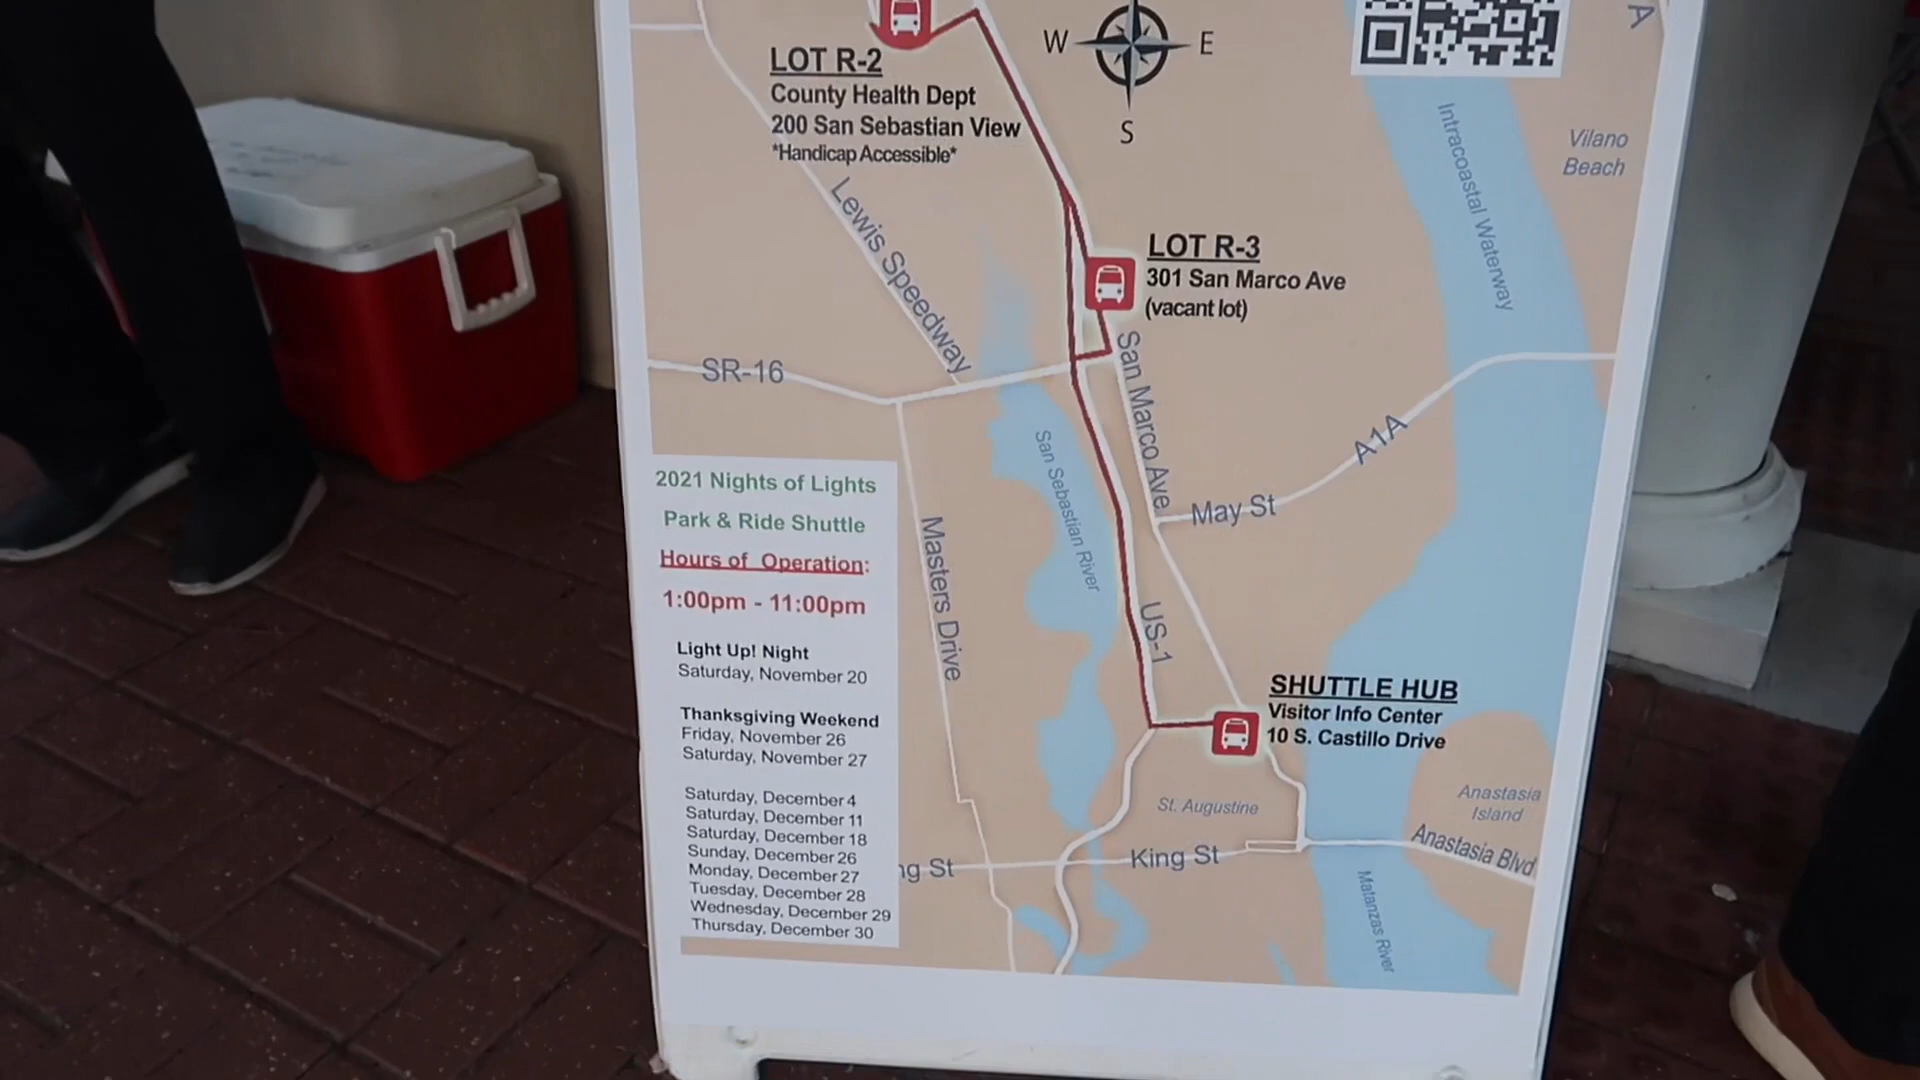 LOT R-2
County Health Dept
200 San Sebastian View
*Handicap Accessible*
W
E
S
A
Intracoastal Waterway
Vilano
Beach
Lewis Speedway
LOT R-3
301 San Marco Ave
(vacant lot)
SR-16
San Marco Ave
A1A
May St
San Sebastian River
2021 Nights of Lights
Park & Ride Shuttle
Hours of Operation:
1:00pm - 11:00pm
Light Up! Night
Saturday, November 20
Thanksgiving Weekend
Friday, November 26
Saturday, November 27
Saturday, December 4
Saturday, December 11
Saturday, December 18
Sunday, December 26
Monday, December 27
Tuesday, December 28
Wednesday, December 29
Thursday, December 30
Masters Drive
US-1
SHUTTLE HUB
Visitor Info Center
10 S. Castillo Drive
St. Augustine
Anastasia
Island
Anastasia Blvd
ng St
King St
Matanzas River